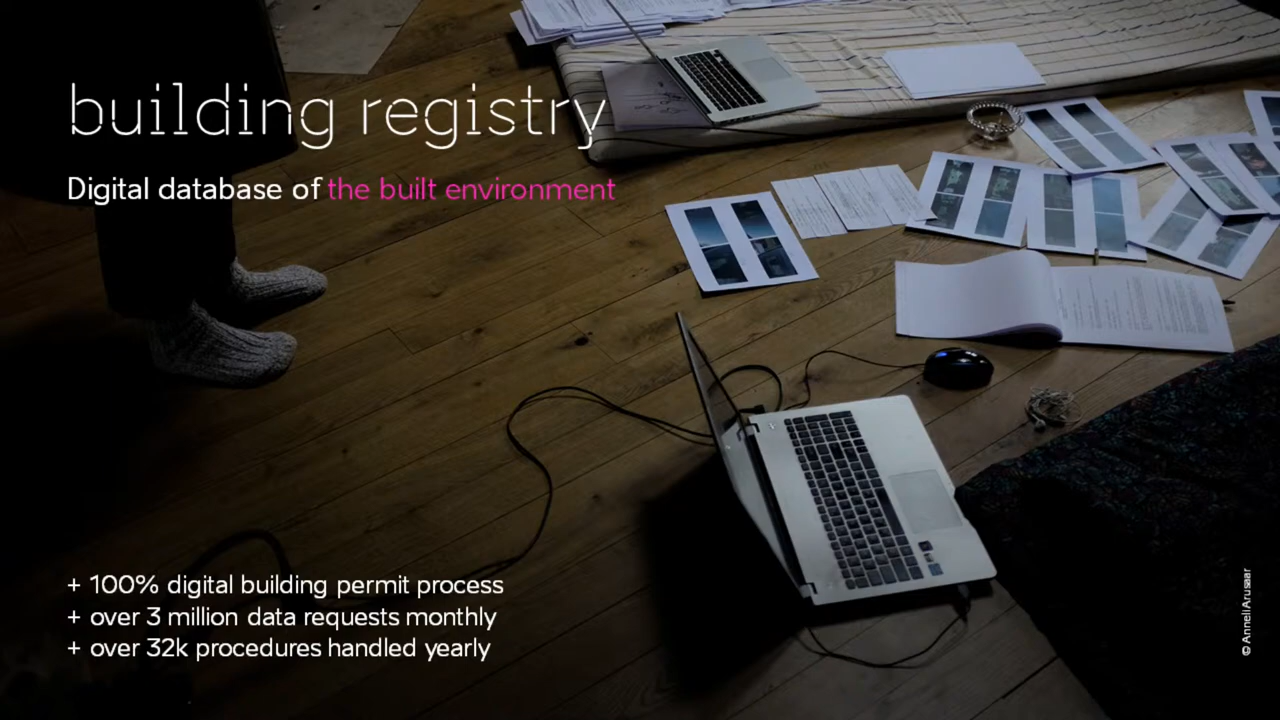 building registry
Digital database of the built environment
+ 100% digital building permit process
+ over 3 million data requests monthly
+ over 32k procedures handled yearly
© Anneli Arusaar